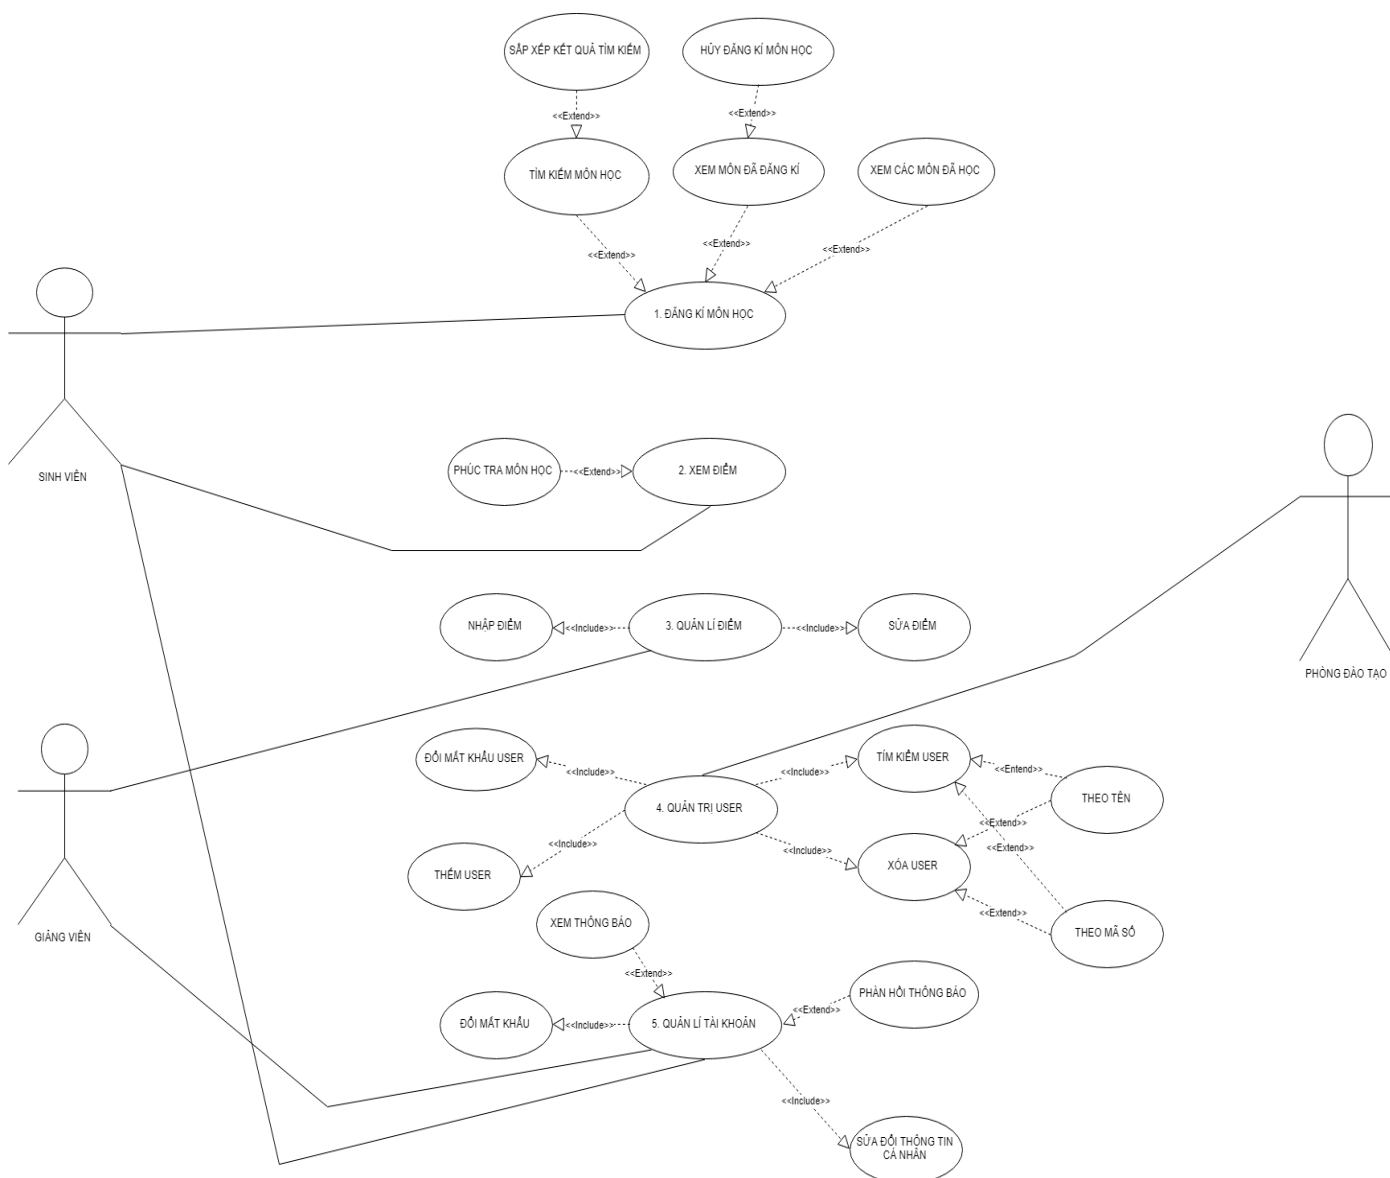 SẮP XẾP KẾT QUẢ TÌM KIẾM
HỦY ĐĂNG KÍ MÔN HỌC
<<Extend>>
<<Extend>>
TÌM KIẾM MÔN HỌC
XEM MÔN ĐÃ ĐĂNG KÍ
XEM CÁC MÔN ĐÃ HỌC
<<Extend>>
<<Extend>>
<<Extend>>
1. ĐĂNG KÍ MÔN HỌC
SINH VIÊN
PHÚC TRA MÔN HỌC
<<Extend>>
2. XEM ĐIỂM
PHÒNG ĐÀO TẠO
NHẬP ĐIỂM
<<Include>>
3. QUẢN LÍ ĐIỂM
<<Include>>
SỬA ĐIỂM
GIẢNG VIÊN
ĐỔI MẤT KHẨU USER
<<Include>>
<<Include>>
TÍM KIẾM USER
<<Entend>>
THEO TÊN
4. QUẢN TRỊ USER
<<Extend>>
<<Include>>
<<Include>>
<<Extend>>
THÊM USER
XÓA USER
<<Extend>>
THEO MÃ SỐ
XEM THÔNG BÁO
<<Extend>>
PHẢN HỒI THÔNG BÁO
<<Extend>>
ĐỔI MẤT KHẨU
<<Include>>
5. QUẢN LÍ TÀI KHOẢN
<<Include>>
SỬA ĐỔI THÔNG TIN
CÁ NHÂN